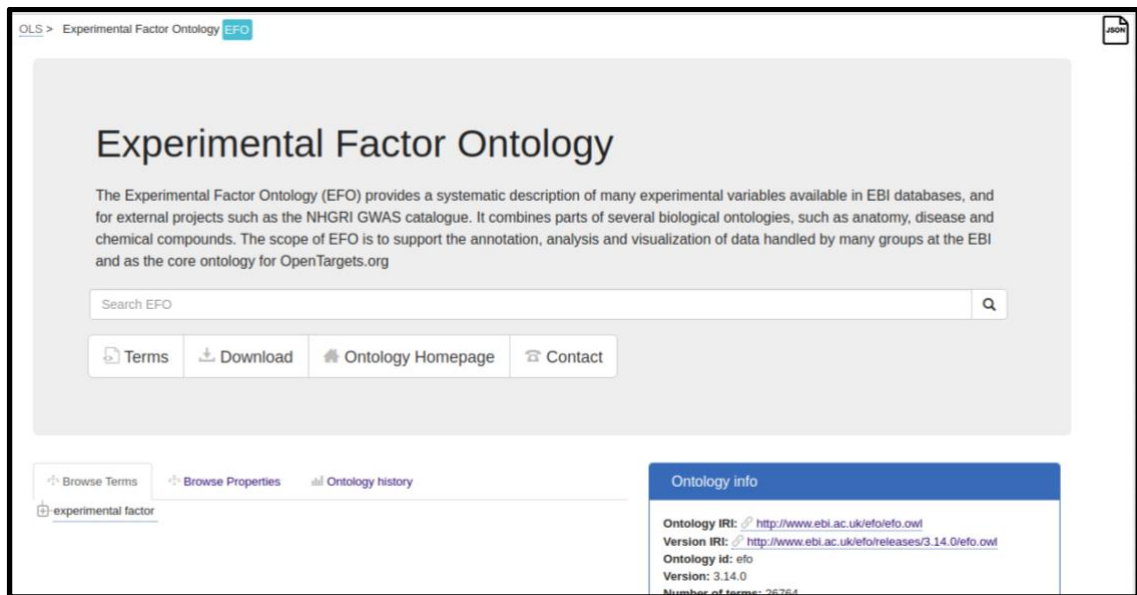 OLS > Experimental Factor Ontology EFO
JSON
Experimental Factor Ontology
The Experimental Factor Ontology (EFO) provides a systematic description of many experimental variables available in EBI databases, and
for external projects such as the NHGRI GWAS catalogue. It combines parts of several biological ontologies, such as anatomy, disease and
chemical compounds. The scope of EFO is to support the annotation, analysis and visualization of data handled by many groups at the EBI
and as the core ontology for OpenTargets.org
Search EFO
Terms Download Ontology Homepage Contact
Browse Terms Browse Properties Ontology history
experimental factor
Ontology info
Ontology IRI: http://www.ebi.ac.uk/efo/efo.owl
Version IRI: http://www.ebi.ac.uk/efo/releases/3.14.0/efo.owl
Ontology id: efo
Version: 3.14.0
Number of terms: 26764